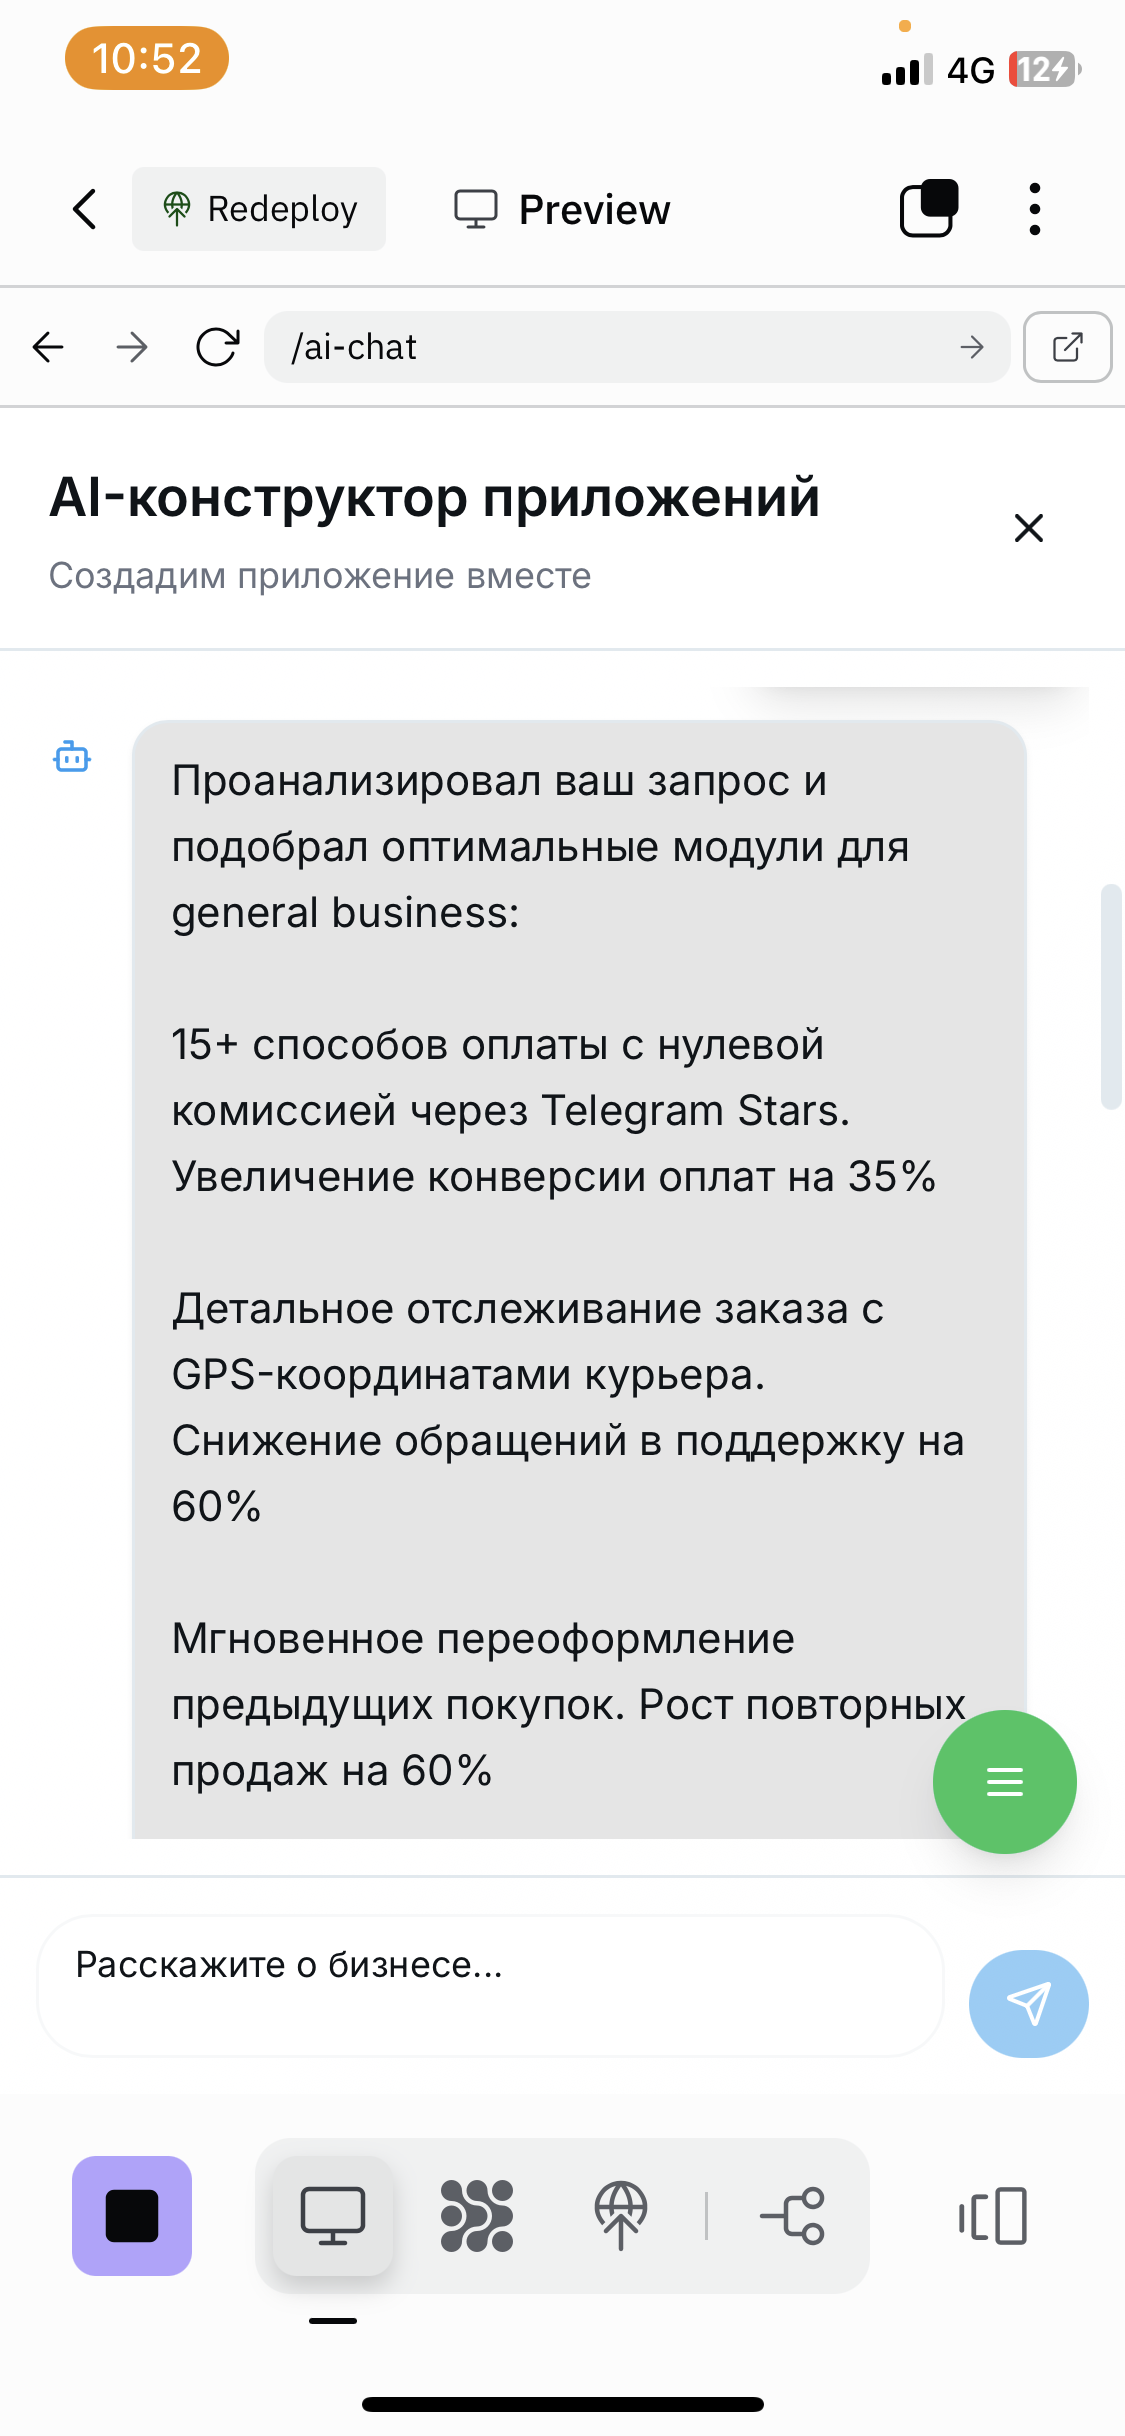 10:52
4G
12
Redeploy
Preview
/ai-chat
AI-конструктор приложений
Создадим приложение вместе
Проанализировал ваш запрос и
подобрал оптимальные модули для
general business:
15+ способов оплаты с нулевой
комиссией через Telegram Stars.
Увеличение конверсии оплат на 35%
Детальное отслеживание заказа с
GPS-координатами курьера.
Снижение обращений в поддержку на
60%
Мгновенное переоформление
предыдущих покупок. Рост повторных
продаж на 60%
Расскажите о бизнесе...